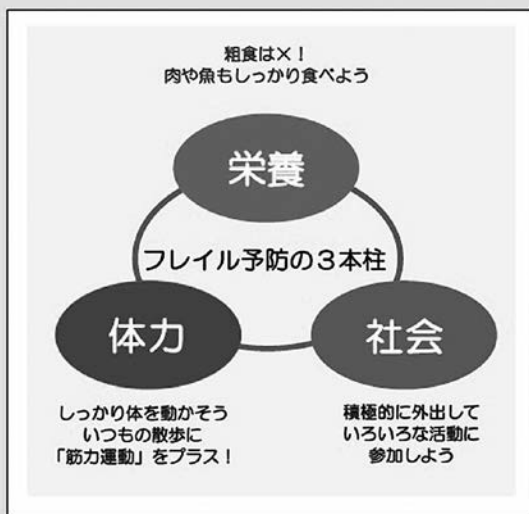 粗食は×!
肉や魚もしっかり食べよう
栄養
フレイル予防の3本柱
体力
社会
しっかり体を動かそう
いつもの散歩に
「筋力運動」をプラス!
積極的に外出して
いろいろな活動に
参加しよう